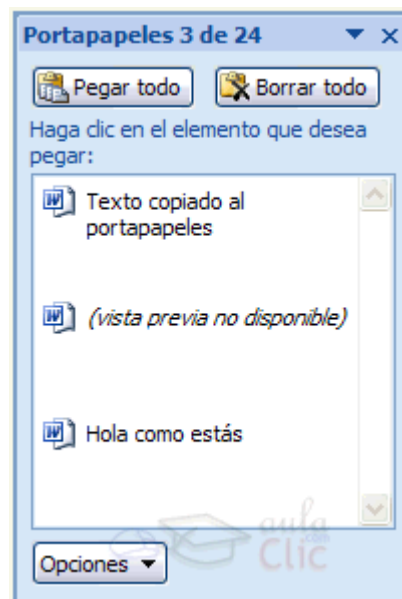 Portapapeles 3 de 24
Pegar todo
Borrar todo
Haga clic en el elemento que desea
pegar:
Texto copiado al
portapapeles
(vista previa no disponible)
Hola como estás
aula
.com
Clic
Opciones